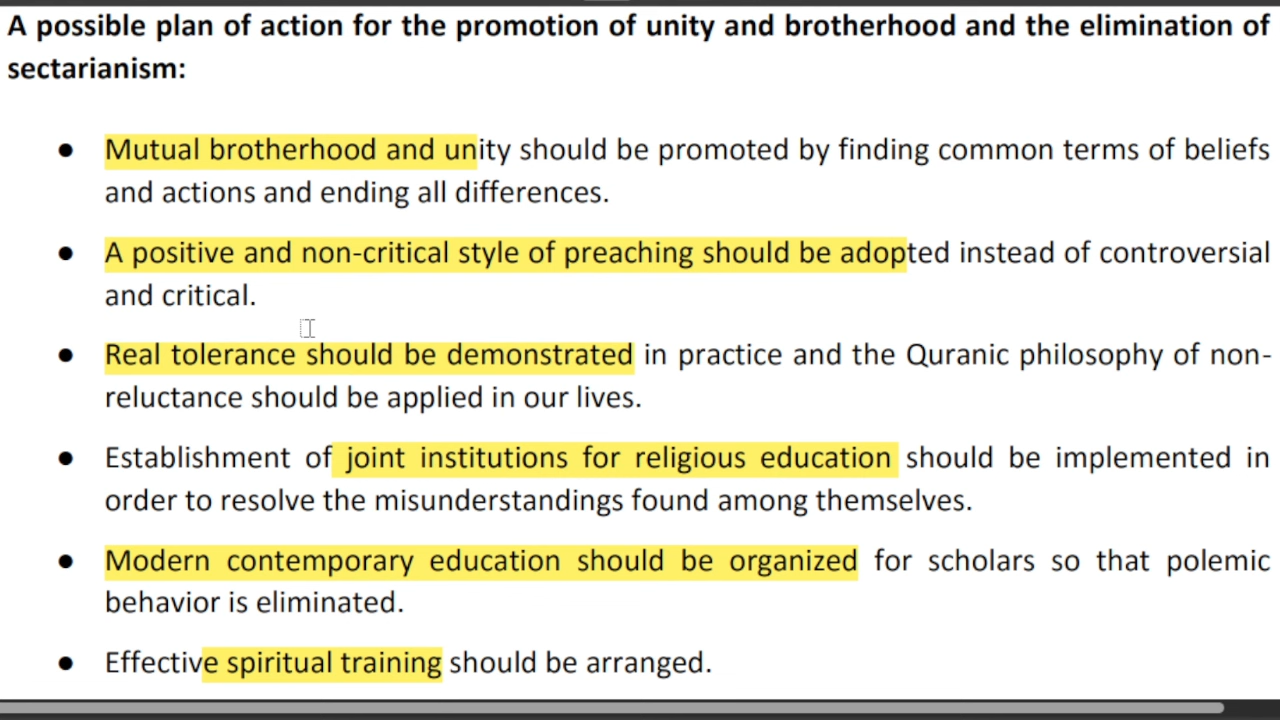 A possible plan of action for the promotion of unity and brotherhood and the elimination of
sectarianism:
● Mutual brotherhood and unity should be promoted by finding common terms of beliefs
and actions and ending all differences.
● A positive and non-critical style of preaching should be adopted instead of controversial
and critical.
● Real tolerance should be demonstrated in practice and the Quranic philosophy of non-
reluctance should be applied in our lives.
● Establishment of joint institutions for religious education should be implemented in
order to resolve the misunderstandings found among themselves.
● Modern contemporary education should be organized for scholars so that polemic
behavior is eliminated.
● Effective spiritual training should be arranged.